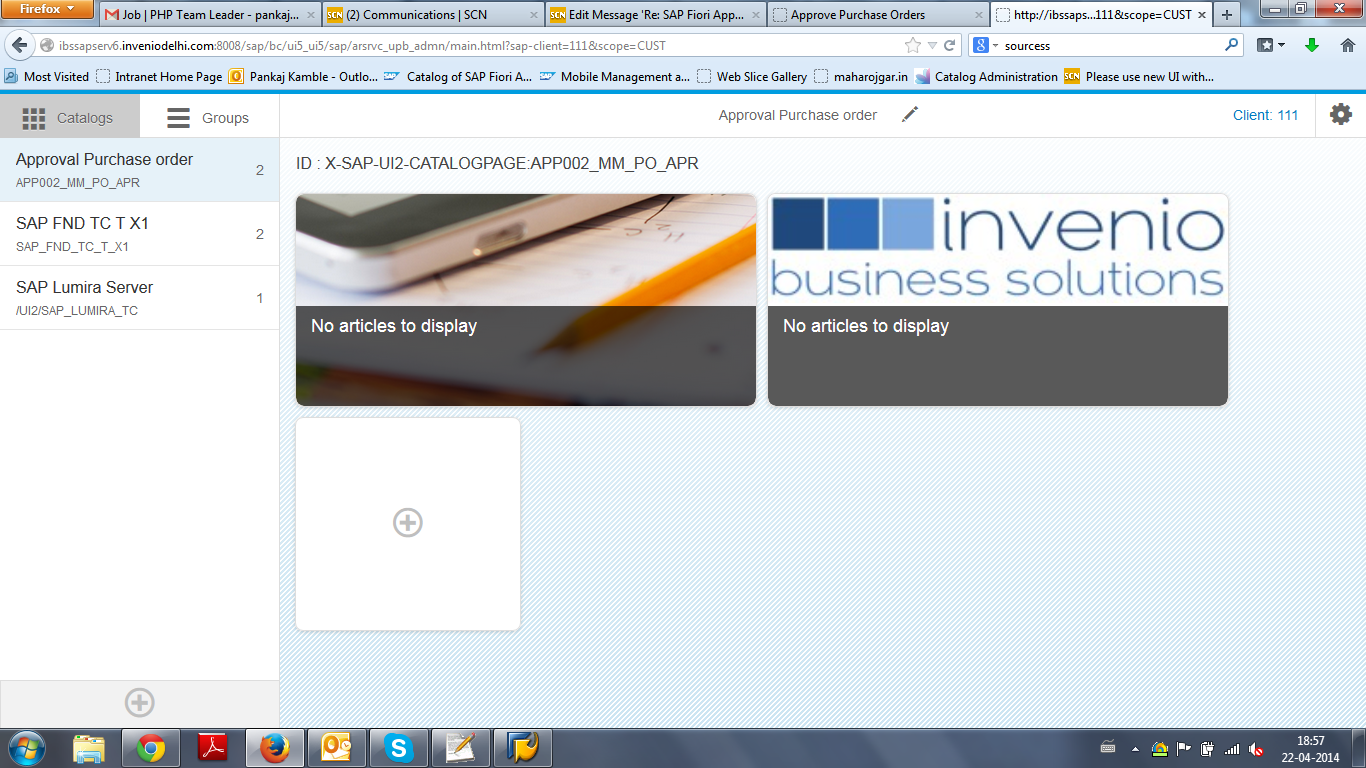 Firefox
Job | PHP Team Leader - pankaj...
SCN (2) Communications | SCN
SCN Edit Message 'Re: SAP Fiori App...
Approve Purchase Orders
http://ibssaps...111&scope=CUST
ibssapserv6.inveniodelhi.com:8008/sap/bc/ui5_ui5/sap/arsrvc_upb_admn/main.html?sap-client=111&scope=CUST
sourcess
Most Visited
Intranet Home Page
Pankaj Kamble - Outlo...
Catalog of SAP Fiori A...
Mobile Management a...
Web Slice Gallery
maharojgar.in
Catalog Administration
SCN Please use new UI with...
Catalogs
Groups
Approval Purchase order
Client: 111
Approval Purchase order
2
APP002_MM_PO_APR
SAP FND TC T X1
2
SAP_FND_TC_T_X1
SAP Lumira Server
1
/UI2/SAP_LUMIRA_TC
ID : X-SAP-UI2-CATALOGPAGE:APP002_MM_PO_APR
No articles to display
invenio
business solutions
No articles to display
18:57
22-04-2014